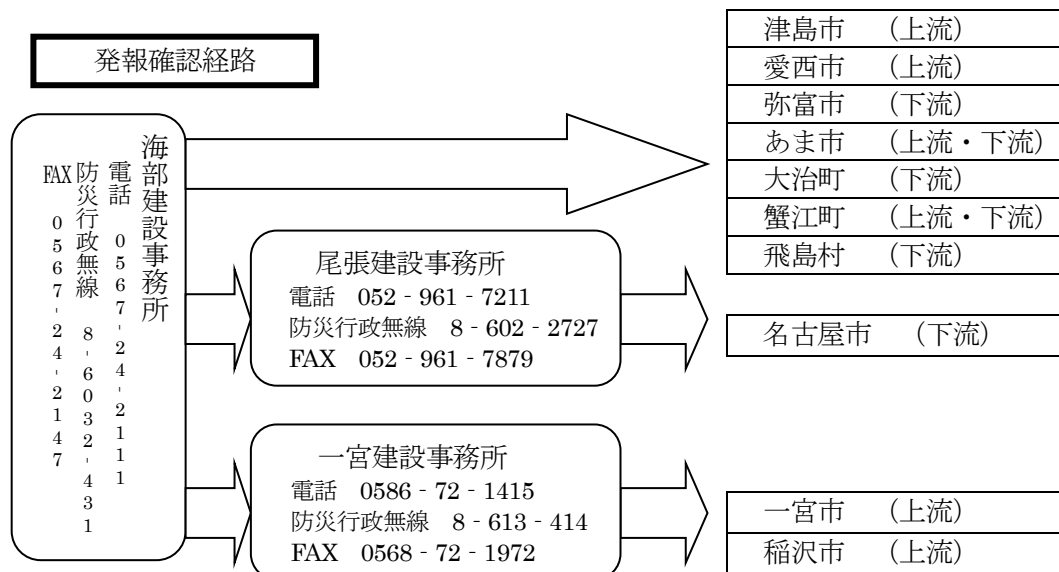 発報確認経路
海部建設事務所
電話 0567-24-2111
防災行政無線 8-6032-431
FAX 0567-24-2147
尾張建設事務所
電話 052‐961‐7211
防災行政無線 8‐602‐2727
FAX 052‐961‐7879
一宮建設事務所
電話 0586‐72‐1415
防災行政無線 8‐613‐414
FAX 0568‐72‐1972
津島市 (上流)
愛西市 (上流)
弥富市 (下流)
あま市 (上流・下流)
大治町 (下流)
蟹江町 (上流・下流)
飛島村 (下流)
名古屋市 (下流)
一宮市 (上流)
稲沢市 (上流)